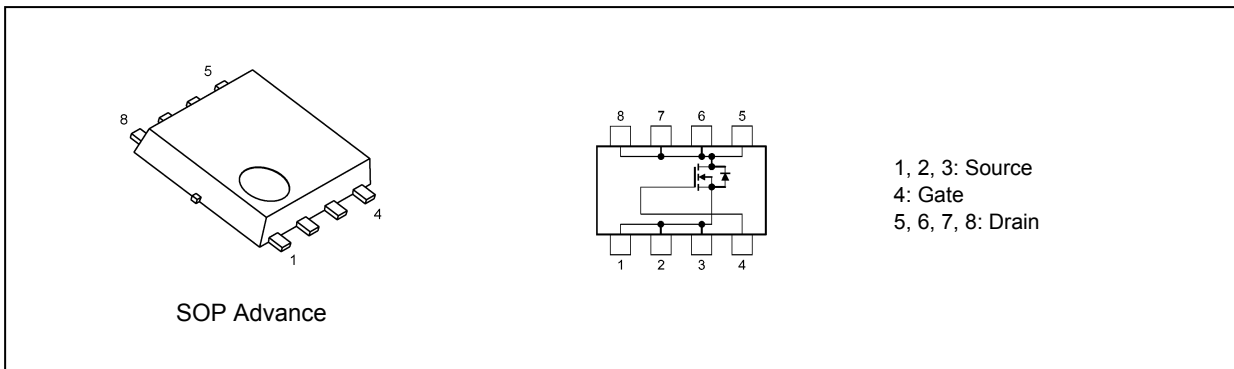 5
8
4
1
SOP Advance
8 7 6 5
1 2 3 4
1, 2, 3: Source
4: Gate
5, 6, 7, 8: Drain